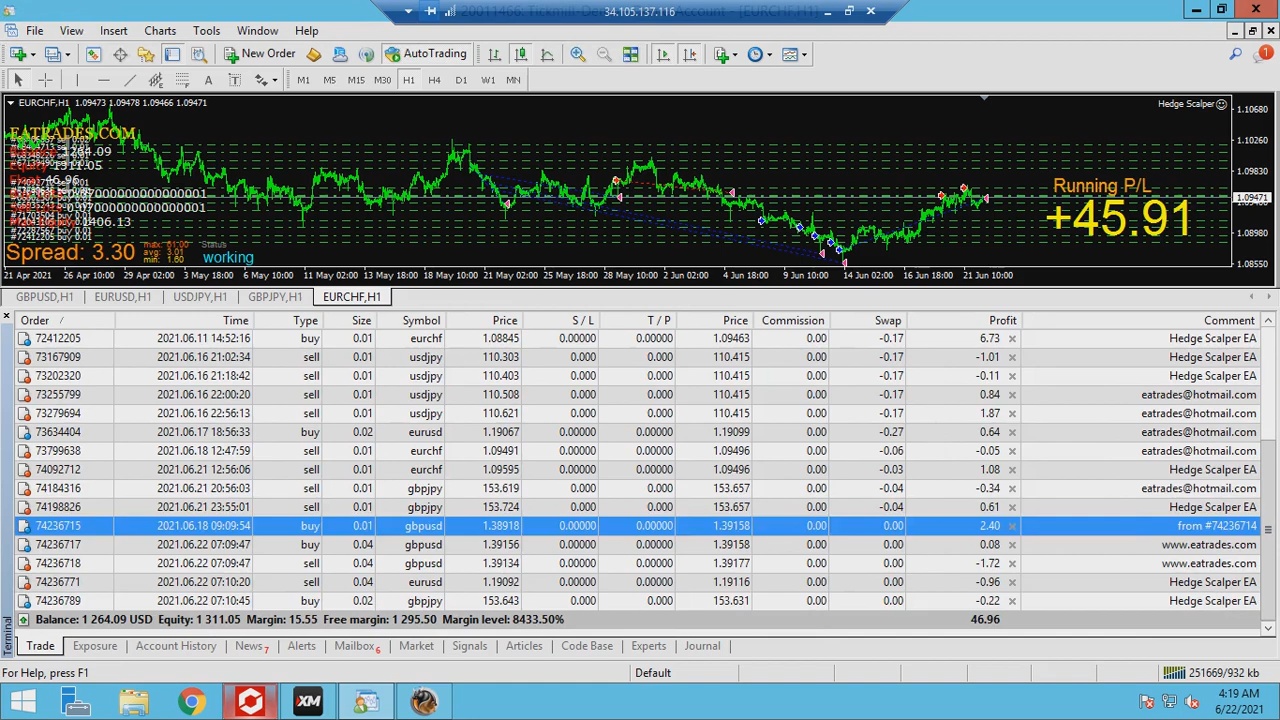 20011466: Tickmill-Demo Account - [EURCHF,H1]
34.105.137.116
File View Insert Charts Tools Window Help
New Order AutoTrading
1
A T M1 M5 M15 M30 H1 H4 D1 W1 MN
EURCHF,H1 1.09473 1.09478 1.09466 1.09471
Hedge Scalper
EATRADES.COM
Running P/L
+45.91
Spread: 3.30
max: 61.00
avg: 3.01
min: 1.60
Status
working
1.10680
1.10260
1.09830
1.09471
1.08980
1.08550
21 Apr 2021 26 Apr 10:00 29 Apr 02:00 3 May 18:00 6 May 10:00 11 May 02:00 13 May 18:00 18 May 10:00 21 May 02:00 25 May 18:00 28 May 10:00 2 Jun 02:00 4 Jun 18:00 9 Jun 10:00 14 Jun 02:00 16 Jun 18:00 21 Jun 10:00
GBPUSD,H1 EURUSD,H1 USDJPY,H1 GBPJPY,H1 EURCHF,H1
Order / Time Type Size Symbol Price S / L T / P Price Commission Swap Profit Comment
72412205 2021.06.11 14:52:16 buy 0.01 eurchf 1.08845 0.00000 0.00000 1.09463 0.00 -0.17 6.73 Hedge Scalper EA
73167909 2021.06.16 21:02:34 sell 0.01 usdjpy 110.303 0.000 0.000 110.415 0.00 -0.17 -1.01 Hedge Scalper EA
73202320 2021.06.16 21:18:42 sell 0.01 usdjpy 110.403 0.000 0.000 110.415 0.00 -0.17 -0.11 Hedge Scalper EA
73255799 2021.06.16 22:00:20 sell 0.01 usdjpy 110.508 0.000 0.000 110.415 0.00 -0.17 0.84 eatrades@hotmail.com
73279694 2021.06.16 22:56:13 sell 0.01 usdjpy 110.621 0.000 0.000 110.415 0.00 -0.17 1.87 eatrades@hotmail.com
73634404 2021.06.17 18:56:33 buy 0.02 eurusd 1.19067 0.00000 0.00000 1.19099 0.00 -0.27 0.64 eatrades@hotmail.com
73799638 2021.06.18 12:47:59 sell 0.01 eurchf 1.09491 0.00000 0.00000 1.09496 0.00 -0.06 -0.05 eatrades@hotmail.com
74092712 2021.06.21 12:56:06 sell 0.01 eurchf 1.09595 0.00000 0.00000 1.09496 0.00 -0.03 1.08 Hedge Scalper EA
74184316 2021.06.21 20:56:03 sell 0.01 gbpjpy 153.619 0.000 0.000 153.657 0.00 -0.04 -0.34 eatrades@hotmail.com
74198826 2021.06.21 23:55:01 sell 0.01 gbpjpy 153.724 0.000 0.000 153.657 0.00 -0.04 0.61 Hedge Scalper EA
74236715 2021.06.18 09:09:54 buy 0.01 gbpusd 1.38918 0.00000 0.00000 1.39158 0.00 0.00 2.40 from #74236714
74236717 2021.06.22 07:09:47 buy 0.04 gbpusd 1.39156 0.00000 0.00000 1.39158 0.00 0.00 0.08 www.eatrades.com
74236718 2021.06.22 07:09:47 sell 0.04 gbpusd 1.39134 0.00000 0.00000 1.39177 0.00 0.00 -1.72 www.eatrades.com
74236771 2021.06.22 07:10:20 sell 0.04 eurusd 1.19092 0.00000 0.00000 1.19116 0.00 0.00 -0.96 Hedge Scalper EA
74236789 2021.06.22 07:10:45 buy 0.02 gbpjpy 153.643 0.000 0.000 153.631 0.00 0.00 -0.22 Hedge Scalper EA
Balance: 1 264.09 USD Equity: 1 311.05 Margin: 15.55 Free margin: 1 295.50 Margin level: 8433.50% 46.96
Terminal
Trade Exposure Account History News 7 Alerts Mailbox 6 Market Signals Articles Code Base Experts Journal
For Help, press F1 Default 251669/932 kb
XM
4:19 AM
6/22/2021